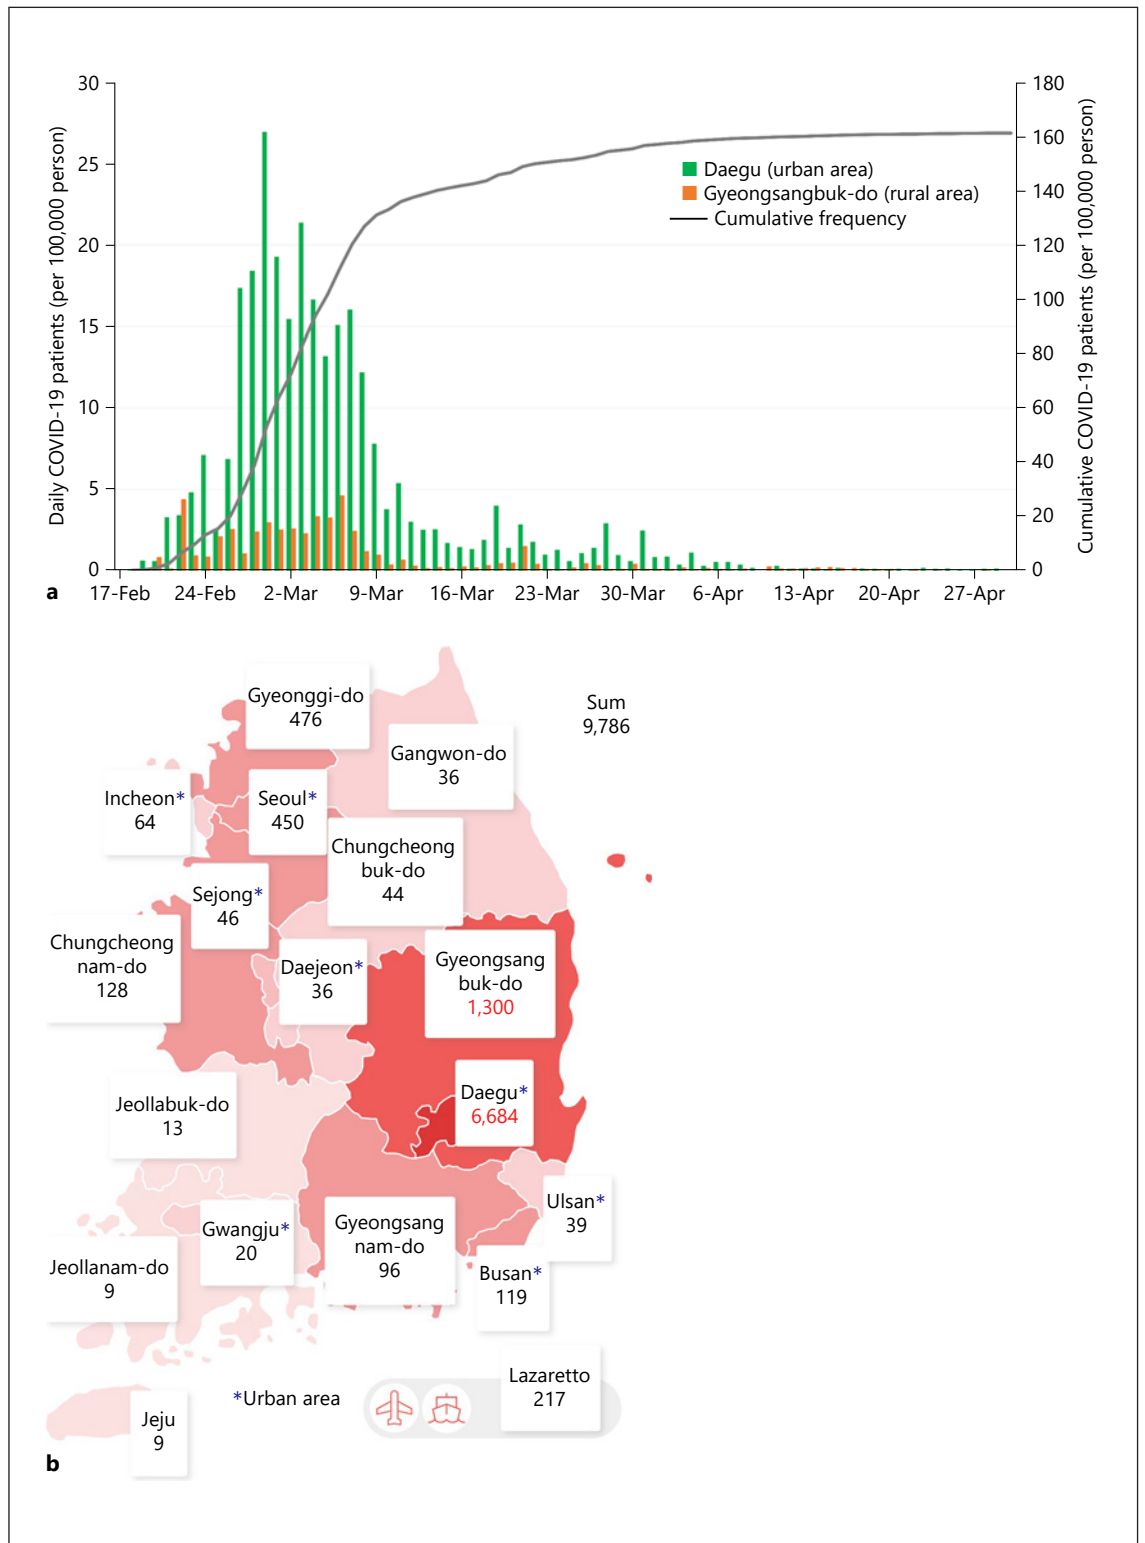 30
25
20
15
10
5
0
Daily COVID-19 patients (per 100,000 person)
180
160
140
120
100
80
60
40
20
0
Cumulative COVID-19 patients (per 100,000 person)
Daegu (urban area)
Gyeongsangbuk-do (rural area)
Cumulative frequency
17-Feb 24-Feb 2-Mar 9-Mar 16-Mar 23-Mar 30-Mar 6-Apr 13-Apr 20-Apr 27-Apr
a
Gyeonggi-do
476
Sum
9,786
Gangwon-do
36
Incheon*
64
Seoul*
450
Chungcheong
buk-do
44
Sejong*
46
Chungcheong
nam-do
128
Daejeon*
36
Gyeongsang
buk-do
1,300
Daegu*
6,684
Jeollabuk-do
13
Ulsan*
39
Gwangju*
20
Gyeongsang
nam-do
96
Jeollanam-do
9
Busan*
119
Lazaretto
217
*Urban area
Jeju
9
b